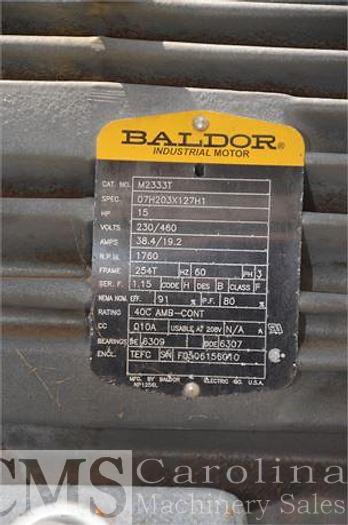 BALDOR®
INDUSTRIAL MOTOR
CAT. NO. M2333T
SPEC. 07H203X127H1
HP 15
VOLTS 230/460
AMPS 38.4/19.2
R.P.M. 1760
FRAME 254T HZ 60 PH 3
SER. F. 1.15 CODE H DES B CLASS F
NEMA NOM. EFF. 91 % P.F. 80 %
RATING 40C AMB-CONT
CC 010A USABLE AT 208V N/A A
BEARINGS DE 6309 ODE 6307
ENCL. TEFC SN F0506156010
MFG. BY BALDOR ELECTRIC CO. U.S.A.
NP1256L
CMS Carolina
Machinery Sales